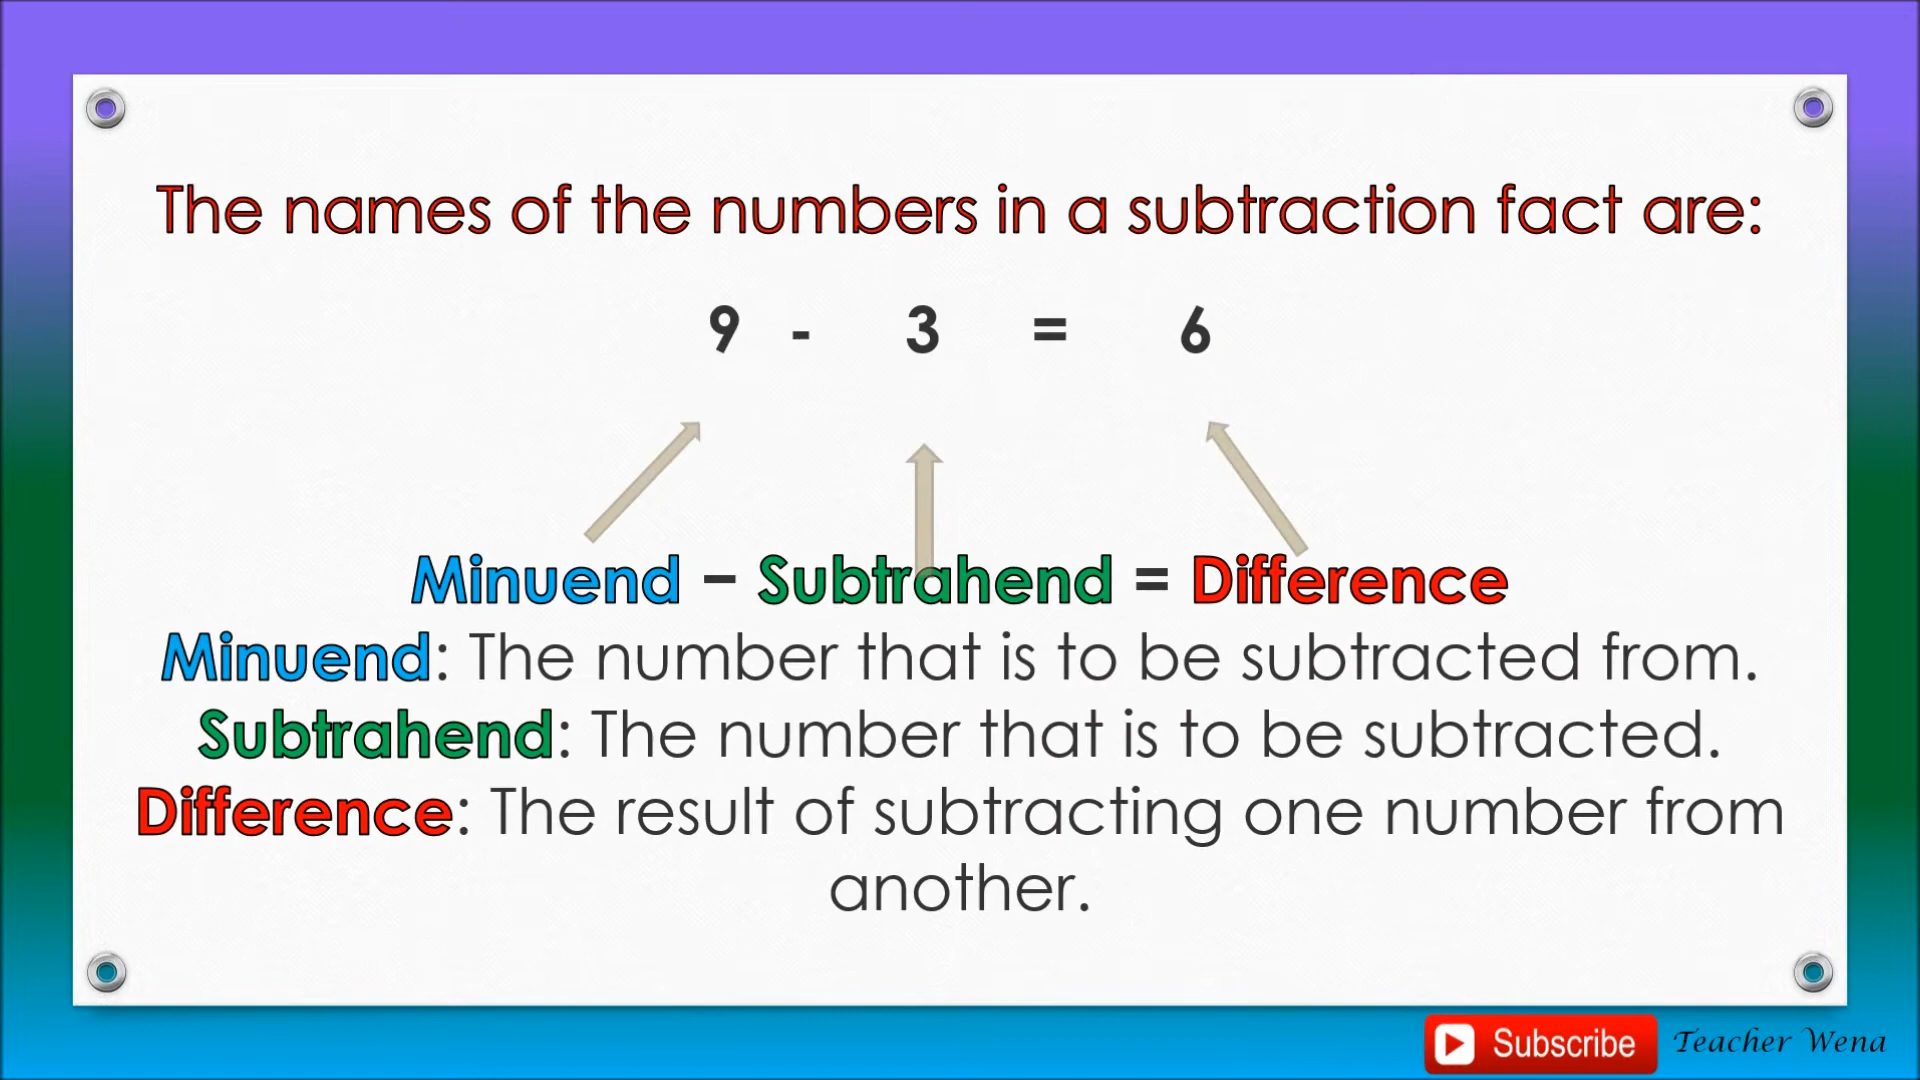 The names of the numbers in a subtraction fact are:
9 - 3 = 6
Minuend – Subtrahend = Difference
Minuend: The number that is to be subtracted from.
Subtrahend: The number that is to be subtracted.
Difference: The result of subtracting one number from
another.
Subscribe
Teacher Wena